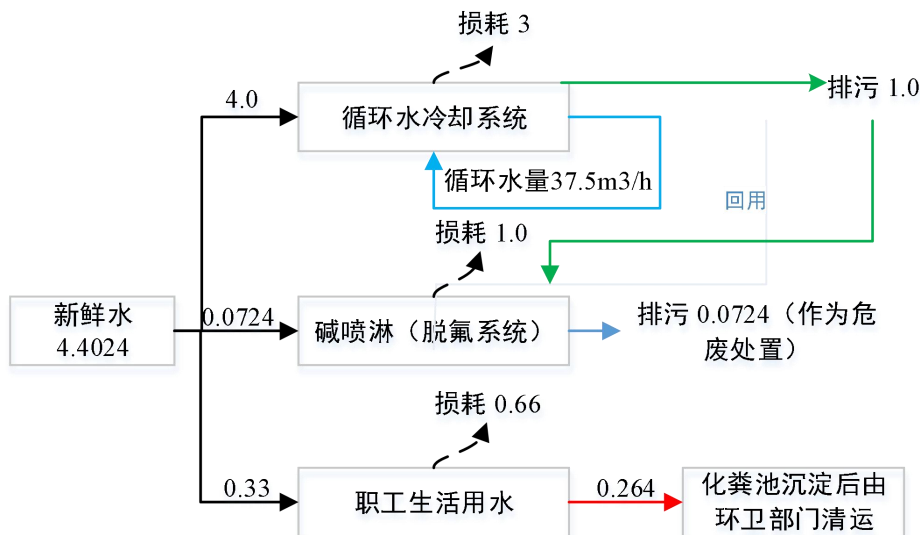 损耗 3
4.0
循环水冷却系统
排污 1.0
循环水量37.5m3/h
回用
损耗 1.0
新鲜水
4.4024
0.0724
碱喷淋（脱氟系统）
排污 0.0724（作为危
废处置）
损耗 0.66
0.33
职工生活用水
0.264
化粪池沉淀后由
环卫部门清运